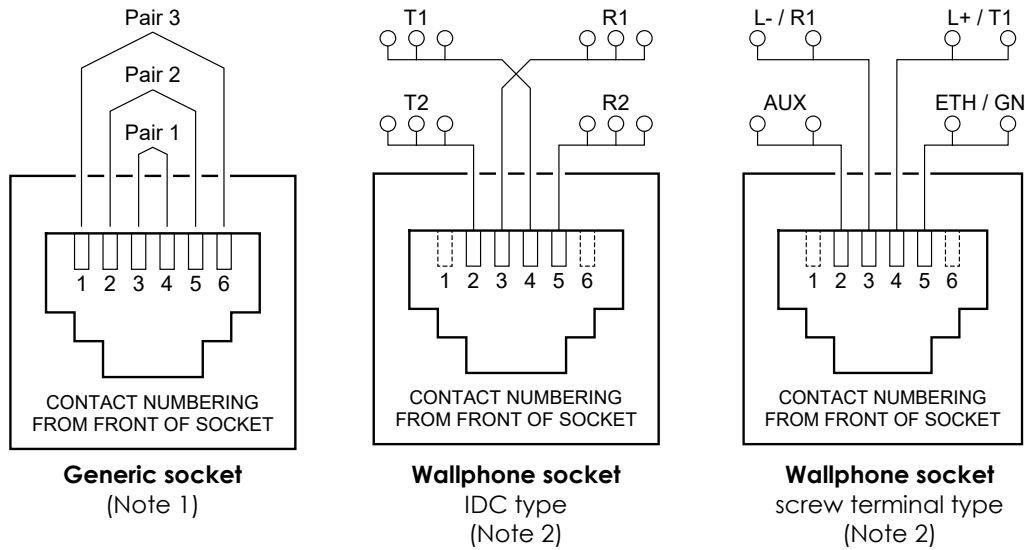 Pair 3
Pair 2
Pair 1
1 2 3 4 5 6
CONTACT NUMBERING
FROM FRONT OF SOCKET
Generic socket
(Note 1)
T1 R1
T2 R2
1 2 3 4 5 6
CONTACT NUMBERING
FROM FRONT OF SOCKET
Wallphone socket
IDC type
(Note 2)
L- / R1 L+ / T1
AUX ETH / GN
1 2 3 4 5 6
CONTACT NUMBERING
FROM FRONT OF SOCKET
Wallphone socket
screw terminal type
(Note 2)